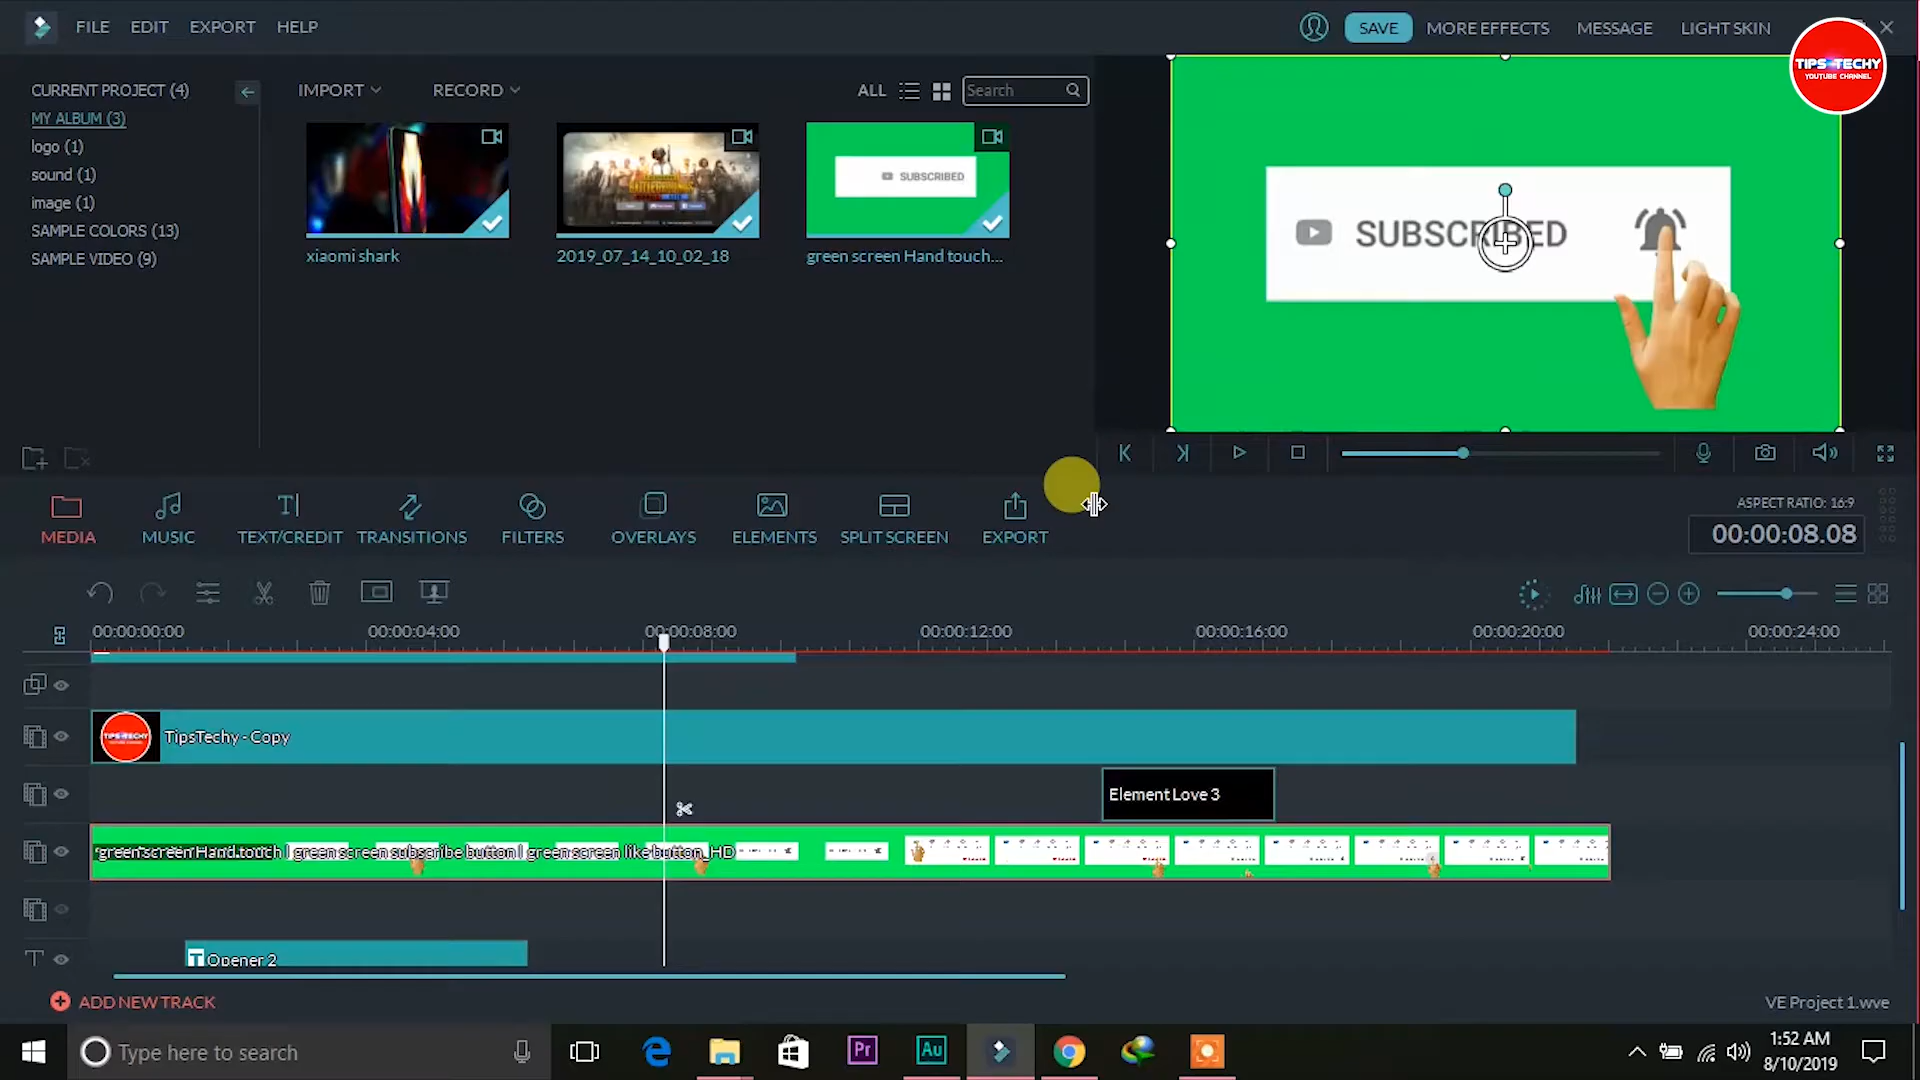 FILE EDIT EXPORT HELP
SAVE MORE EFFECTS MESSAGE LIGHT SKIN
TIPS TECHY
YOUTUBE CHANNEL
CURRENT PROJECT (4)
MY ALBUM (3)
logo (1)
sound (1)
image (1)
SAMPLE COLORS (13)
SAMPLE VIDEO (9)
IMPORT RECORD ALL Search
SUBSCRIBED
xiaomi shark 2019_07_14_10_02_18 green screen Hand touch...
SUBSCRIBED
MEDIA MUSIC TEXT/CREDIT TRANSITIONS FILTERS OVERLAYS ELEMENTS SPLIT SCREEN EXPORT
ASPECT RATIO: 16:9
00:00:08.08
00:00:00:00 00:00:04:00 00:00:08:00 00:00:12:00 00:00:16:00 00:00:20:00 00:00:24:00
TIPS TECHY
TipsTechy - Copy
Element Love 3
green screen Hand touch l green screen subscribe button l green screen like button_HD
T Opener 2
ADD NEW TRACK
VE Project 1.wve
Type here to search
Pr
Au
1:52 AM
8/10/2019